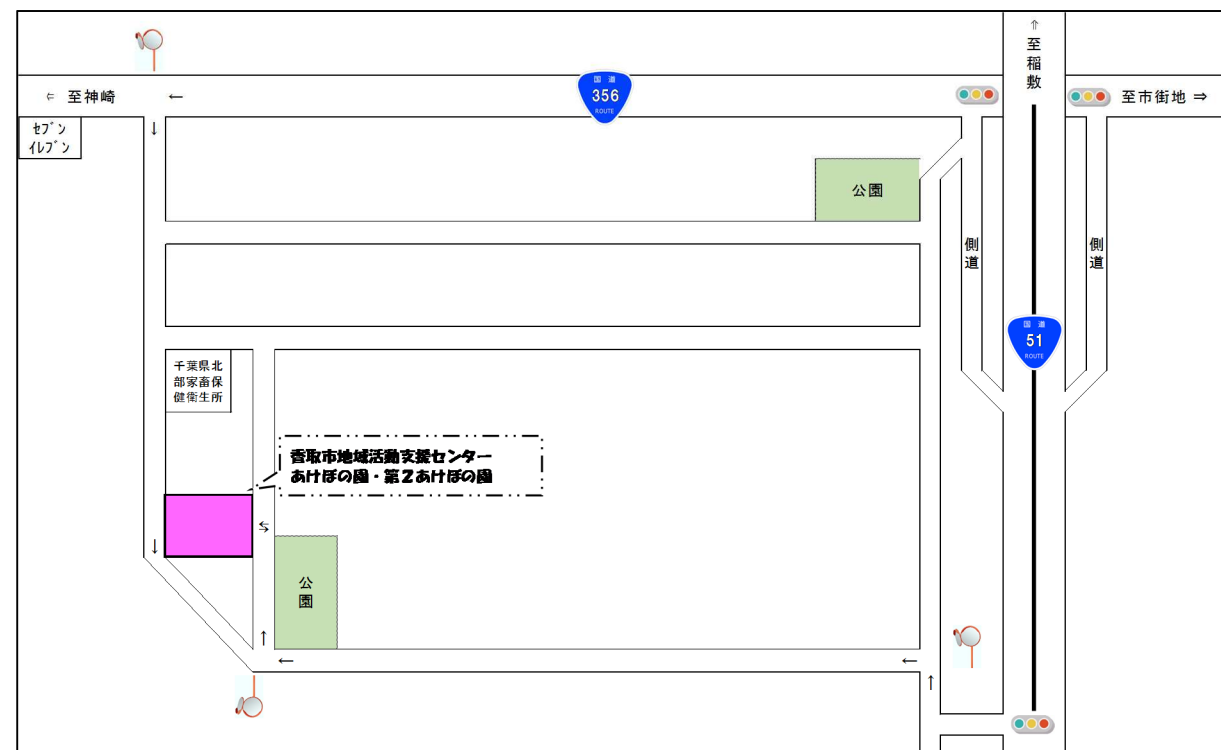 ⇧
至稲敷
⇦ 至神崎
←
国道
356
ROUTE
至市街地 ⇒
ｾﾌﾞﾝ
ｲﾚﾌﾞﾝ
↓
公園
側道
側道
国道
51
ROUTE
千葉県北
部家畜保
健衛生所
香取市地域活動支援センター
あけぼの園・第２あけぼの園
⇆
↓
公園
↑
←
←
↑